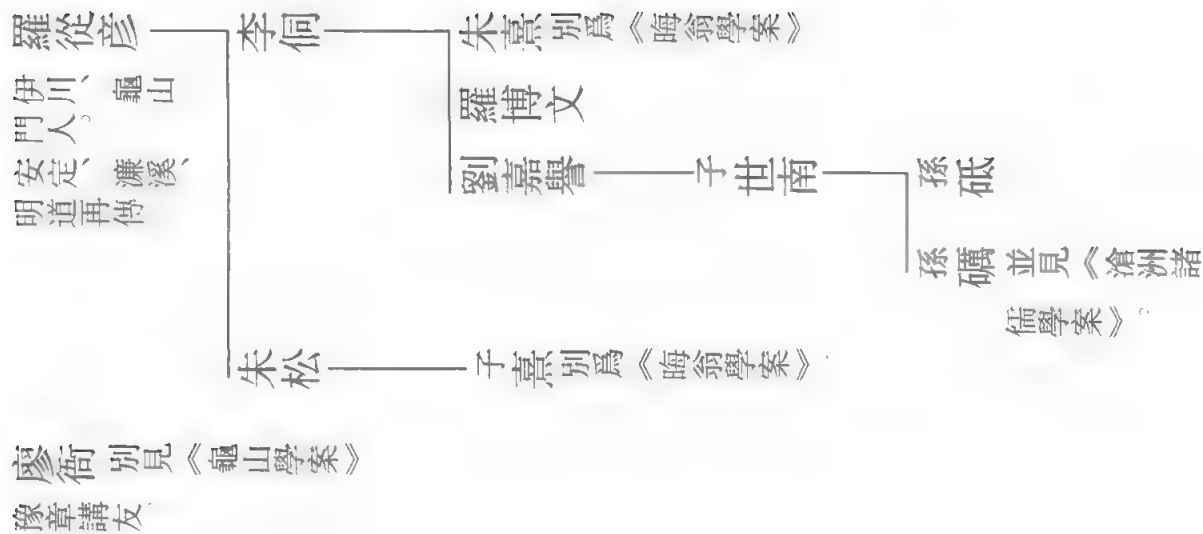 羅從彥
伊川、龜山
門人。
安定、濂溪、
明道再傳
李侗
朱熹別爲《晦翁學案》
羅博文
劉嘉譽
子世南
孫砥
孫礪並見《滄洲諸
儒學案》。
朱松
子熹別爲《晦翁學案》
廖衙別見《龜山學案》
豫章講友